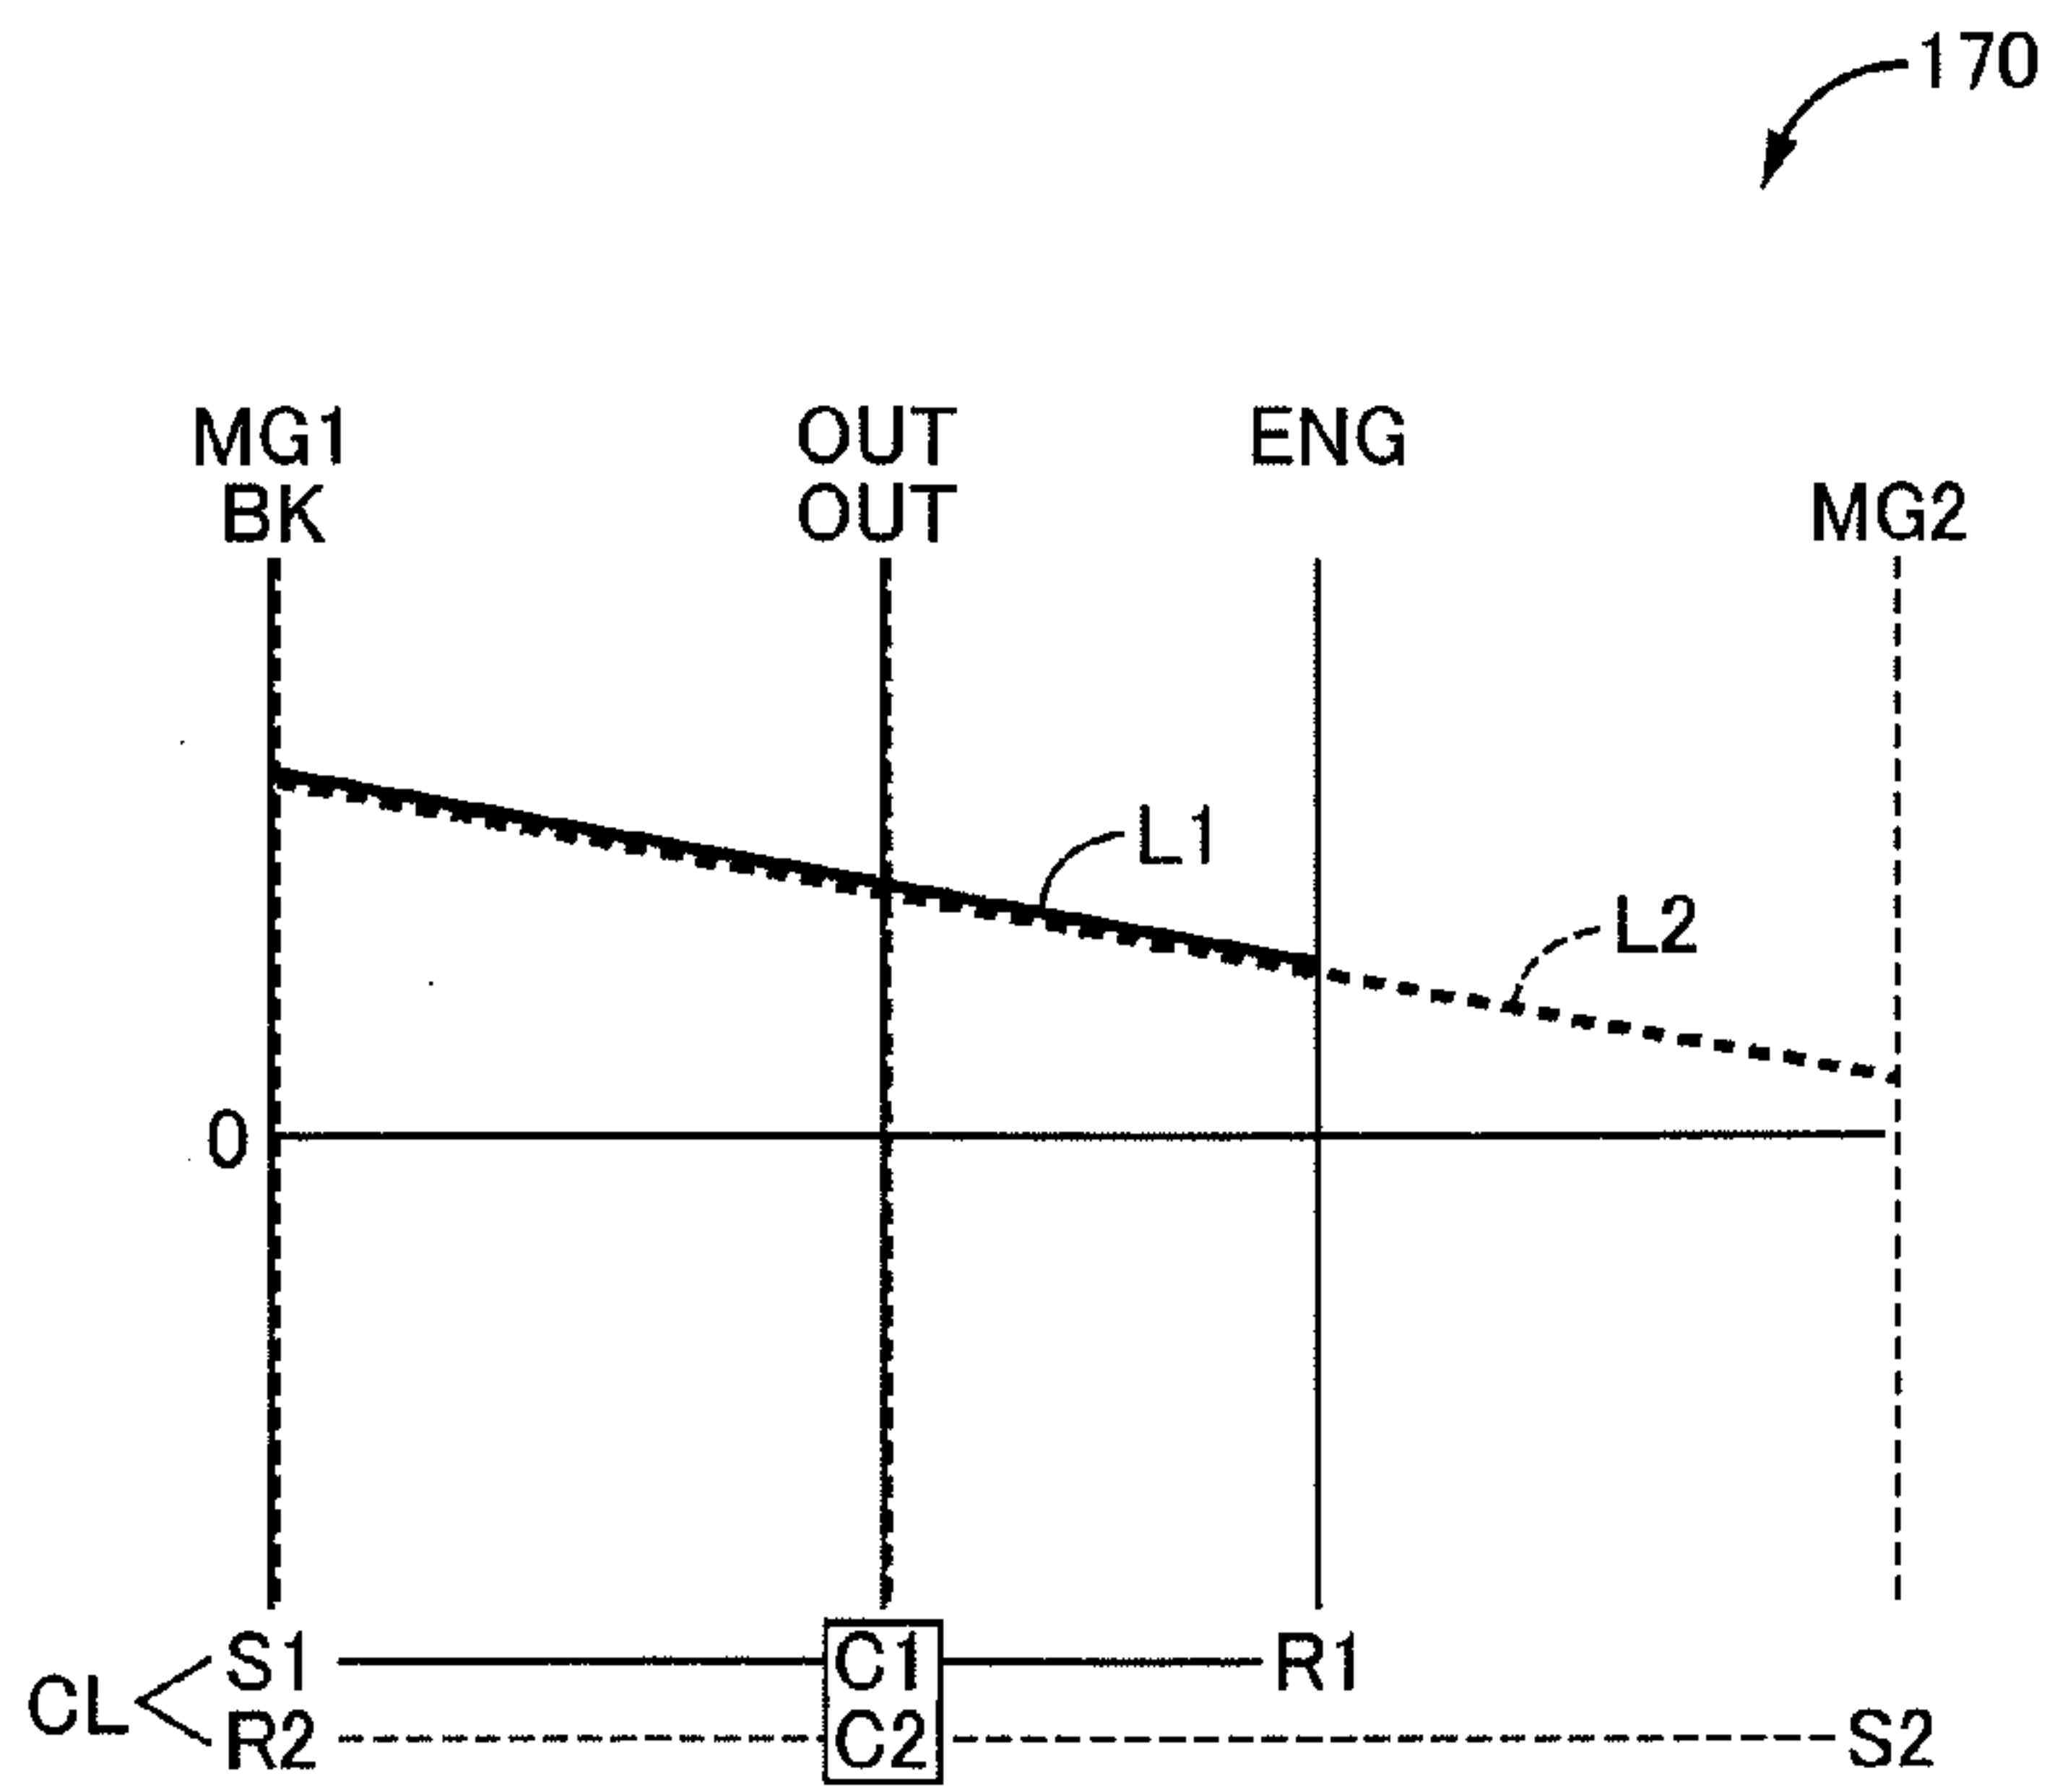 170
MG1 OUT ENG
BK OUT MG2
L1
L2
0
S1 C1 R1
CL
R2 C2 S2